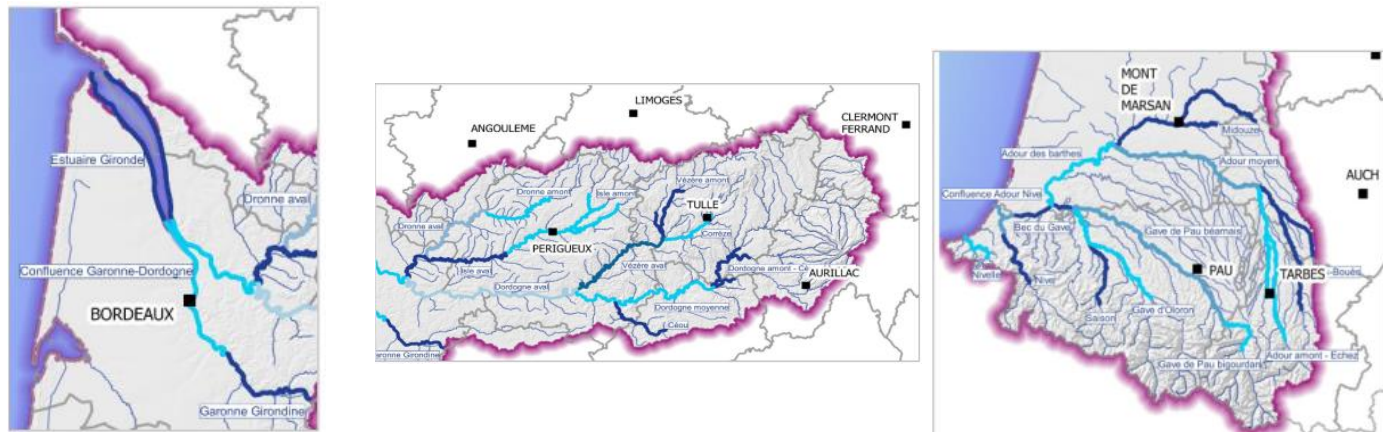 Estuaire Gironde
Dronne aval
Confluence Garonne-Dordogne
BORDEAUX
Garonne Girondine
LIMOGES
ANGOULEME
CLERMONT
FERRAND
Dronne amont
Isle amont
Vézère amont
TULLE
Dronne aval
PERIGUEUX
Corrèze
Isle aval
Vézère aval
Dordogne amont - Cè
AURILLAC
Dordogne aval
Dordogne moyenne
Céou
Garonne Girondine
MONT
DE
MARSAN
Midouze
Adour des barthes
Adour moyen
AUCH
Confluence Adour Nive
Bec du Gave
Gave de Pau béarnais
PAU
TARBES
-Bouès
Nivelle
Nive
Saison
Gave d'Oloron
Gave de Pau bigourdan
Adour amont - Echez